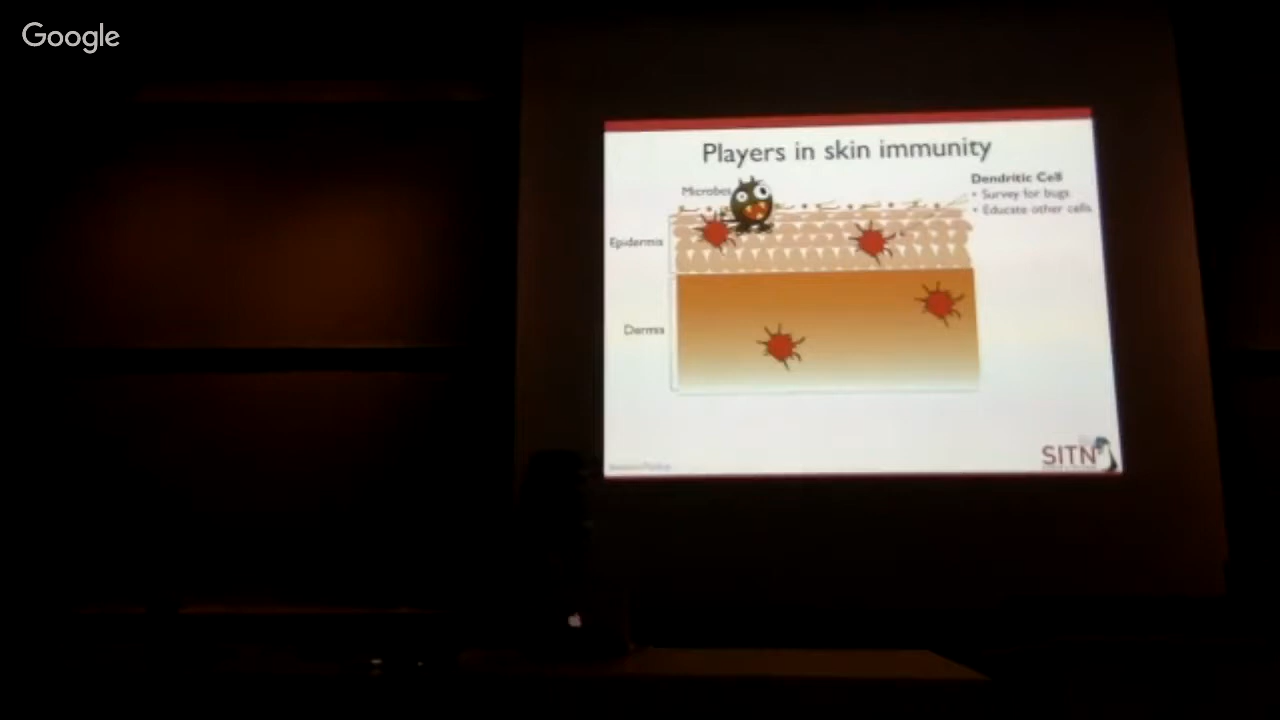 Google
Players in skin immunity
Microbes
Dendritic Cell
• Survey for bugs
• Educate other cells
Epidermis
Dermis
SITN